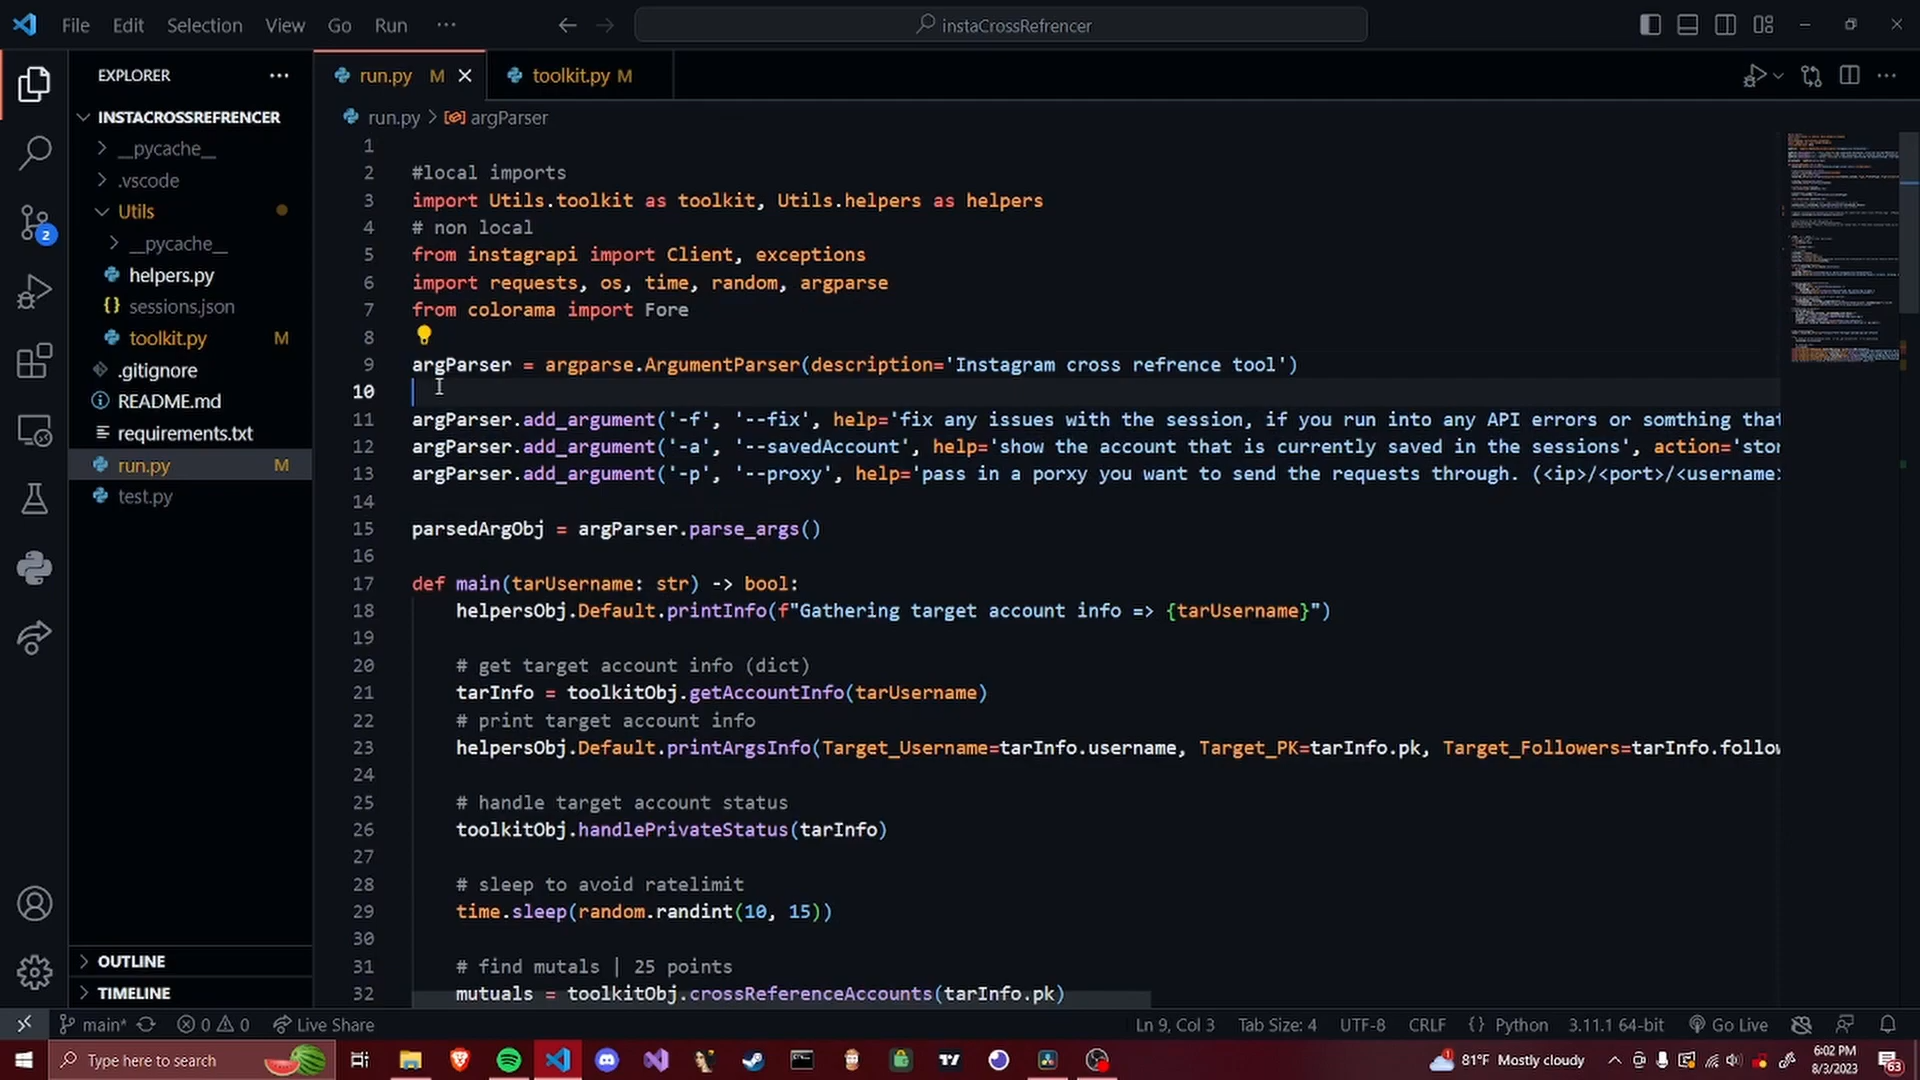 File Edit Selection View Go Run ···
instaCrossRefrencer
EXPLORER
INSTACROSSREFRENCER
__pycache__
.vscode
Utils
__pycache__
helpers.py
{} sessions.json
toolkit.py M
.gitignore
README.md
requirements.txt
run.py M
test.py
OUTLINE
TIMELINE
2
run.py M
toolkit.py M
run.py > argParser
1
2 #local imports
3 import Utils.toolkit as toolkit, Utils.helpers as helpers
4 # non local
5 from instagrapi import Client, exceptions
6 import requests, os, time, random, argparse
7 from colorama import Fore
8
9 argParser = argparse.ArgumentParser(description='Instagram cross refrence tool')
10
11 argParser.add_argument('-f', '--fix', help='fix any issues with the session, if you run into any API errors or somthing that
12 argParser.add_argument('-a', '--savedAccount', help='show the account that is currently saved in the sessions', action='stor
13 argParser.add_argument('-p', '--proxy', help='pass in a porxy you want to send the requests through. (<ip>/<port>/<username>
14
15 parsedArgObj = argParser.parse_args()
16
17 def main(tarUsername: str) -> bool:
18 helpersObj.Default.printInfo(f"Gathering target account info => {tarUsername}")
19
20 # get target account info (dict)
21 tarInfo = toolkitObj.getAccountInfo(tarUsername)
22 # print target account info
23 helpersObj.Default.printArgsInfo(Target_Username=tarInfo.username, Target_PK=tarInfo.pk, Target_Followers=tarInfo.follow
24
25 # handle target account status
26 toolkitObj.handlePrivateStatus(tarInfo)
27
28 # sleep to avoid ratelimit
29 time.sleep(random.randint(10, 15))
30
31 # find mutals | 25 points
32 mutuals = toolkitObj.crossReferenceAccounts(tarInfo.pk)
main* 0 0 Live Share
Ln 9, Col 3 Tab Size: 4 UTF-8 CRLF {} Python 3.11.1 64-bit Go Live
Type here to search
81°F Mostly cloudy
6:02 PM
8/3/2023
63